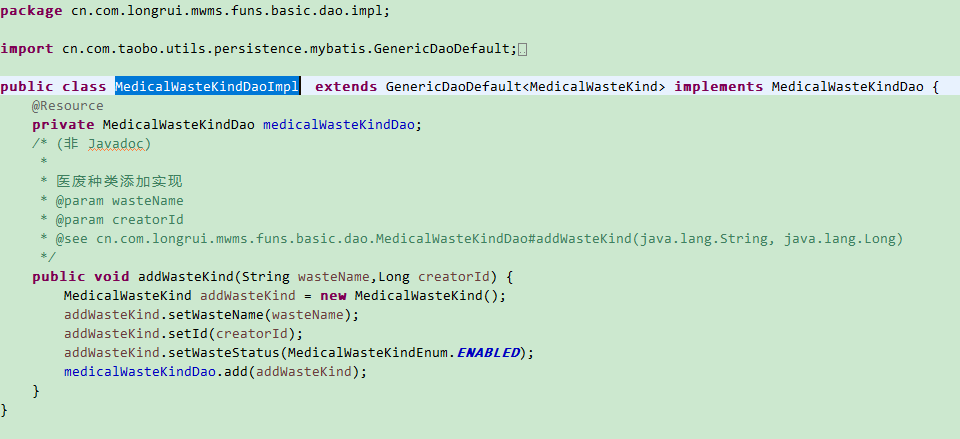 package cn.com.longrui.mwms.funs.basic.dao.impl;
import cn.com.taobo.utils.persistence.mybatis.GenericDaoDefault;
public class MedicalWasteKindDaoImpl extends GenericDaoDefault<MedicalWasteKind> implements MedicalWasteKindDao {
@Resource
private MedicalWasteKindDao medicalWasteKindDao;
/* (非 Javadoc)
*
* 医废种类添加实现
* @param wasteName
* @param creatorId
* @see cn.com.longrui.mwms.funs.basic.dao.MedicalWasteKindDao#addWasteKind(java.lang.String, java.lang.Long)
*/
public void addWasteKind(String wasteName,Long creatorId) {
MedicalWasteKind addWasteKind = new MedicalWasteKind();
addWasteKind.setWasteName(wasteName);
addWasteKind.setId(creatorId);
addWasteKind.setWasteStatus(MedicalWasteKindEnum.ENABLED);
medicalWasteKindDao.add(addWasteKind);
}
}